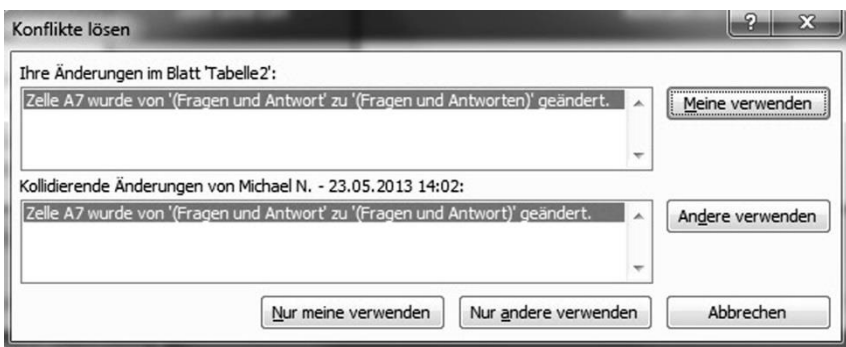 Konflikte lösen
Ihre Änderungen im Blatt 'Tabelle2':
Zelle A7 wurde von '(Fragen und Antwort' zu '(Fragen und Antworten)' geändert.
Meine verwenden
Kollidierende Änderungen von Michael N. - 23.05.2013 14:02:
Zelle A7 wurde von '(Fragen und Antwort' zu '(Fragen und Antwort)' geändert.
Andere verwenden
Nur meine verwenden
Nur andere verwenden
Abbrechen